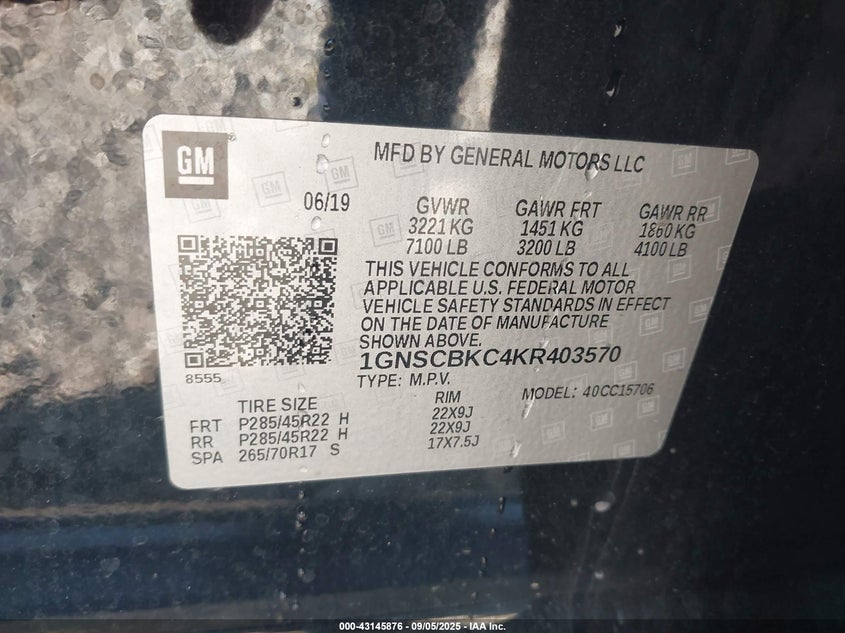 GM
MFD BY GENERAL MOTORS LLC
06/19 GVWR GAWR FRT GAWR RR
3221 KG 1451 KG 1860 KG
7100 LB 3200 LB 4100 LB
THIS VEHICLE CONFORMS TO ALL
APPLICABLE U.S. FEDERAL MOTOR
VEHICLE SAFETY STANDARDS IN EFFECT
ON THE DATE OF MANUFACTURE
SHOWN ABOVE.
1GNSCBKC4KR403570
8555
TYPE: M.P.V. MODEL: 40CC15706
TIRE SIZE RIM
FRT P285/45R22 H 22X9J
RR P285/45R22 H 22X9J
SPA 265/70R17 S 17X7.5J
000-43145876 - 09/05/2025 - IAA Inc.